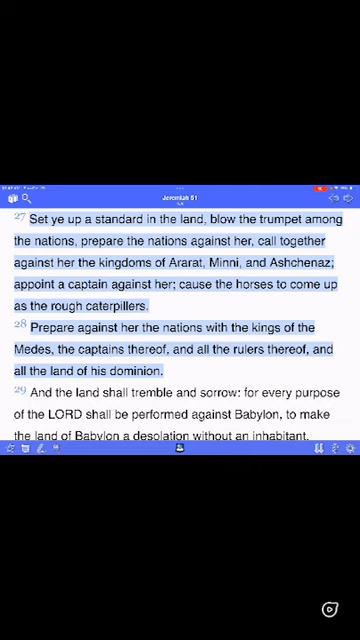 Jeremiah 51
27 Set ye up a standard in the land, blow the trumpet among
the nations, prepare the nations against her, call together
against her the kingdoms of Ararat, Minni, and Ashchenaz;
appoint a captain against her; cause the horses to come up
as the rough caterpillers.
28 Prepare against her the nations with the kings of the
Medes, the captains thereof, and all the rulers thereof, and
all the land of his dominion.
29 And the land shall tremble and sorrow: for every purpose
of the LORD shall be performed against Babylon, to make
the land of Babylon a desolation without an inhabitant.